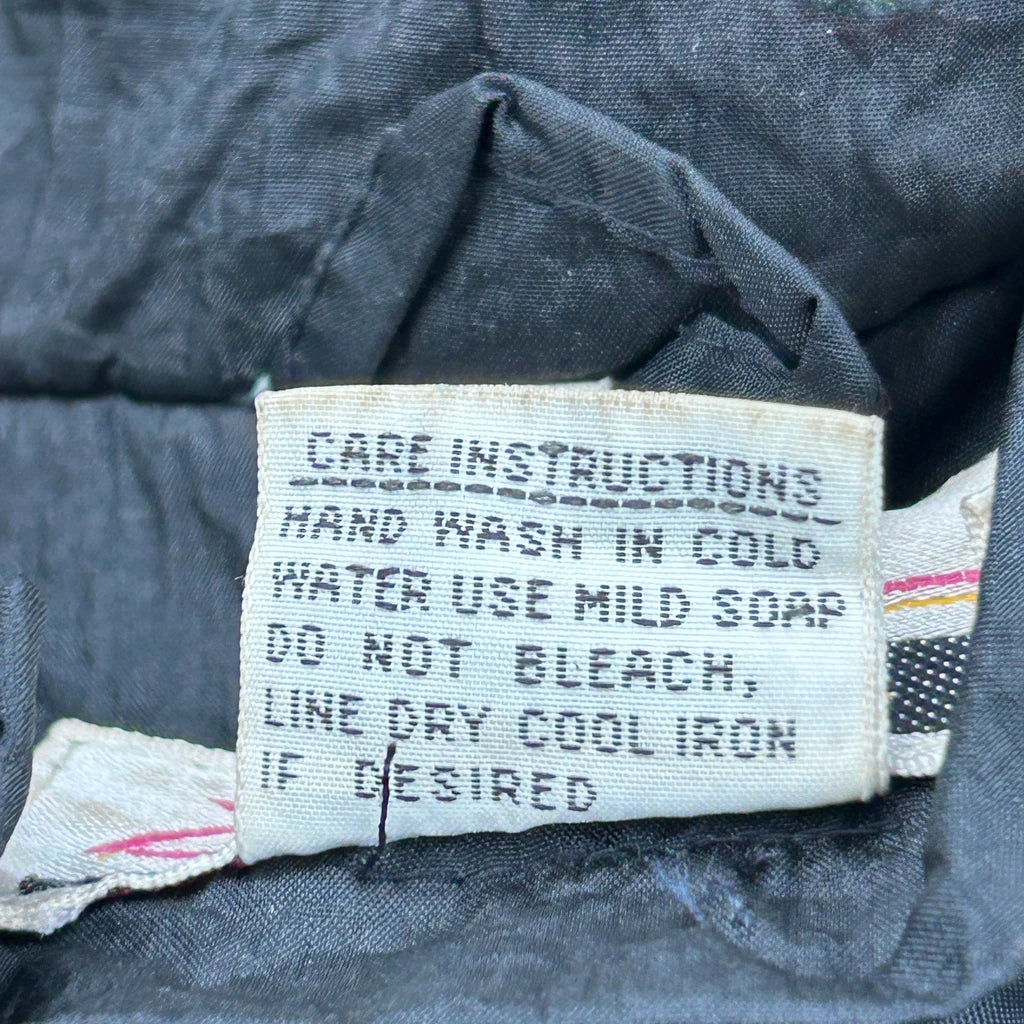 CARE INSTRUCTIONS
HAND WASH IN COLD
WATER USE MILD SOAP
DO NOT BLEACH,
LINE DRY COOL IRON
IF DESIRED